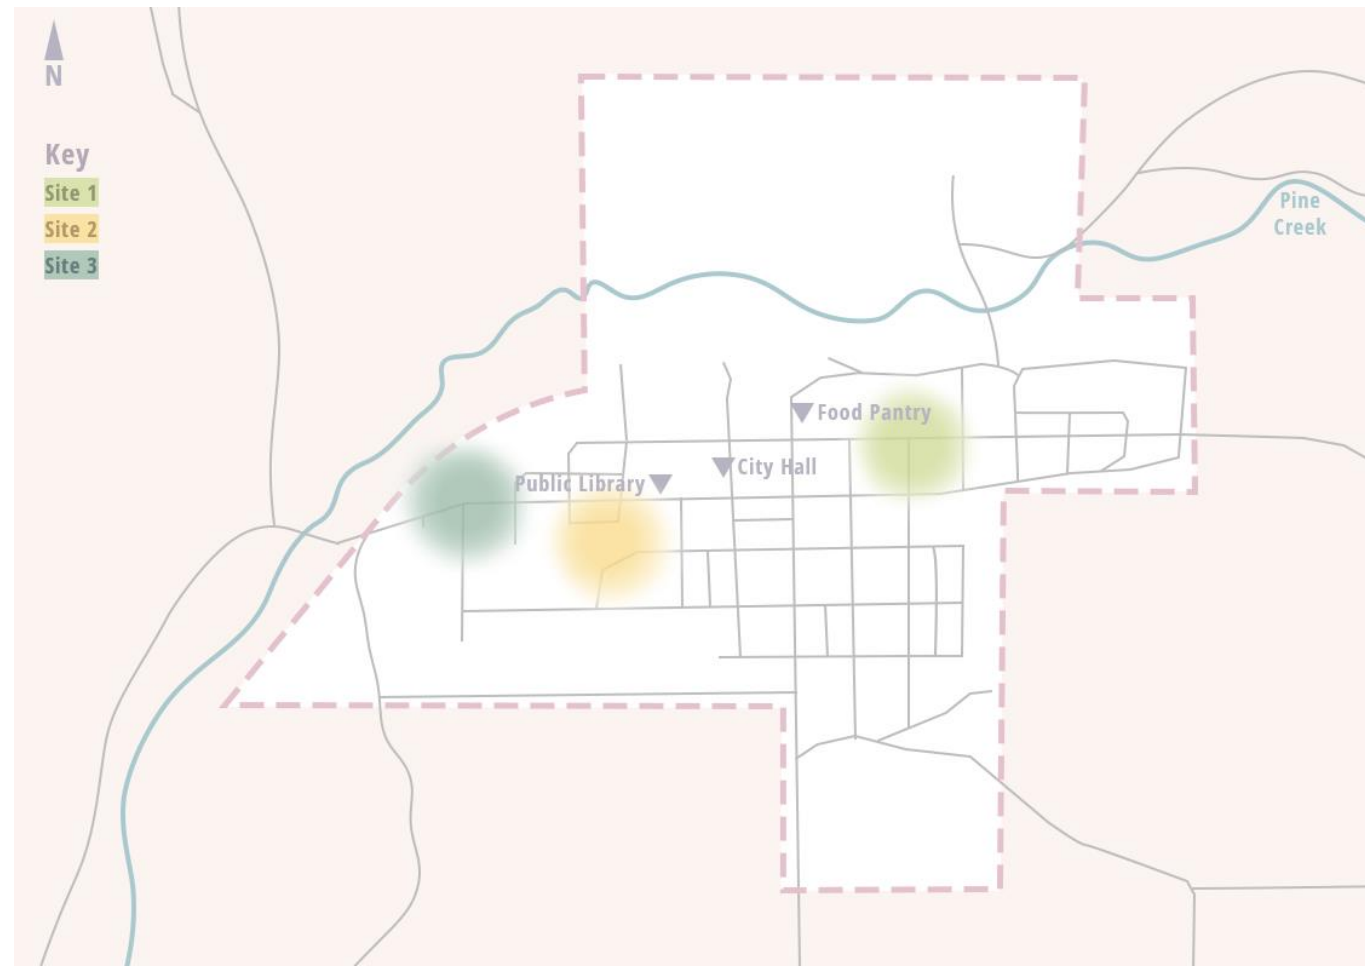 N
Key
Site 1
Site 2
Site 3
Pine
Creek
Food Pantry
City Hall
Public Library